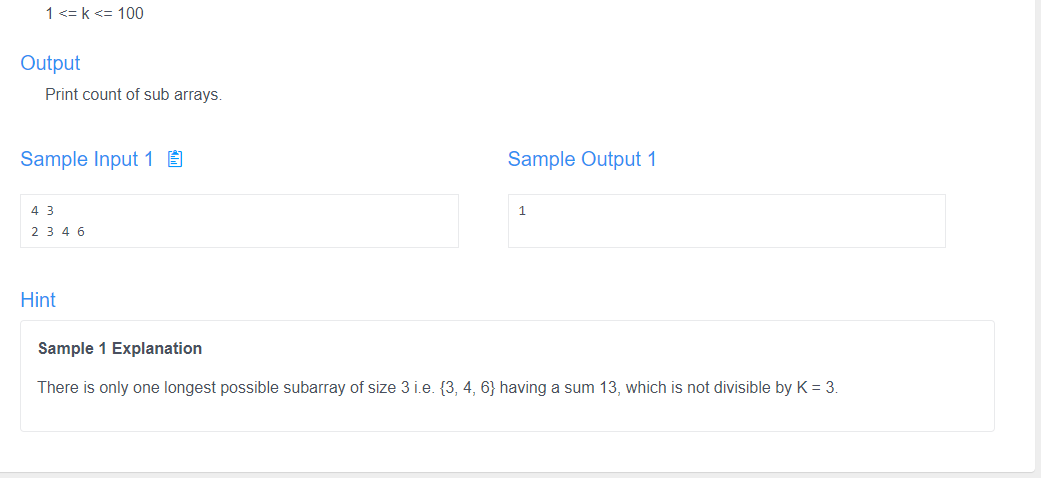 1 <= k <= 100
Output
Print count of sub arrays.
Sample Input 1
Sample Output 1
4 3
2 3 4 6
1
Hint
Sample 1 Explanation
There is only one longest possible subarray of size 3 i.e. {3, 4, 6} having a sum 13, which is not divisible by K = 3.